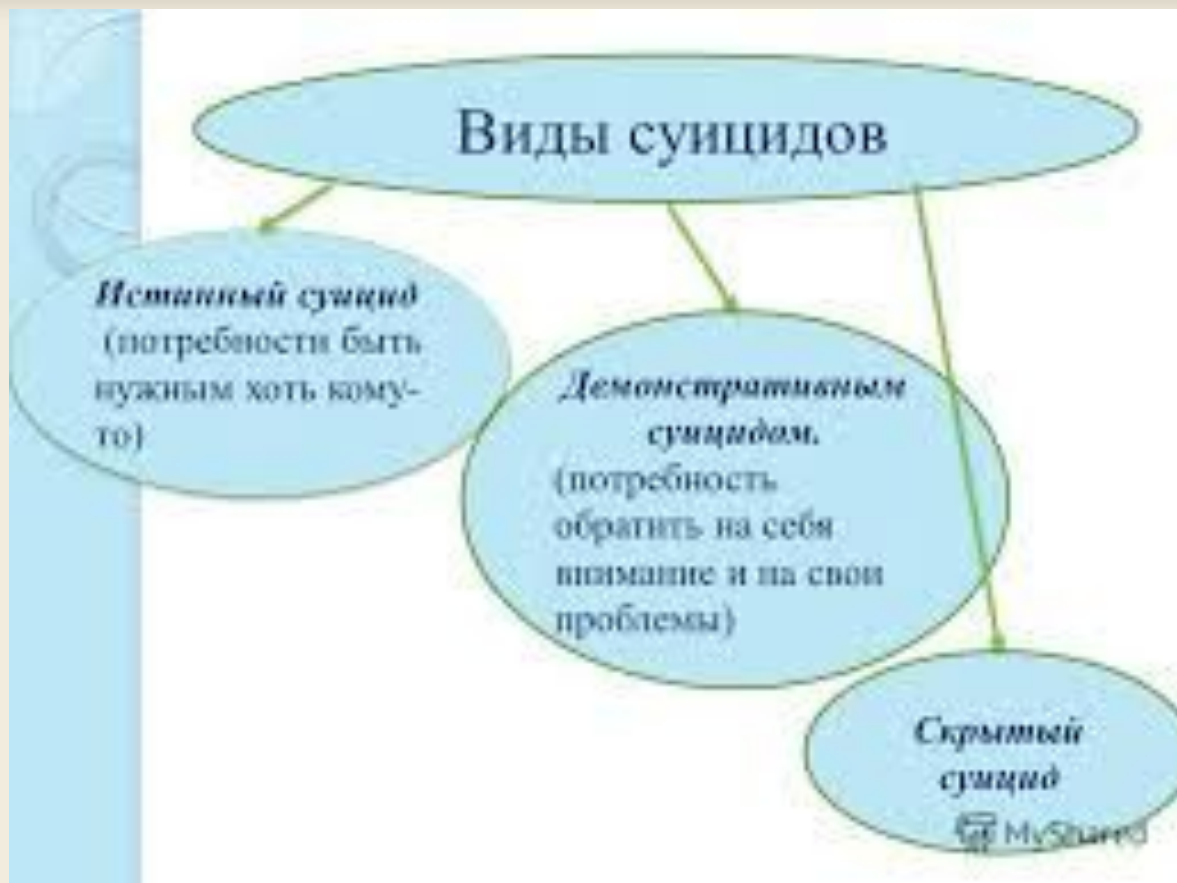 Виды суицидов
Истинный суицид
(потребности быть
нужным хоть кому-
то)
Демонстративным
суицидом.
(потребность
обратить на себя
внимание и на свои
проблемы)
Скрытый
суицид
MyShared